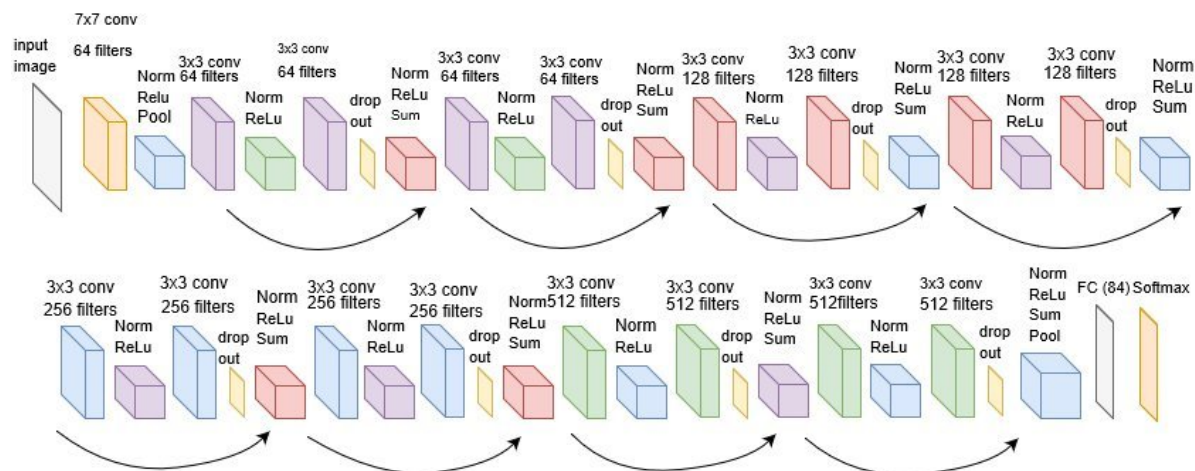 input
image
7x7 conv
64 filters
Norm
Relu
Pool
3x3 conv
64 filters
Norm
ReLu
3x3 conv
64 filters
drop
out
Norm
ReLu
Sum
3x3 conv
64 filters
Norm
ReLu
3x3 conv
64 filters
drop
out
Norm
ReLu
Sum
3x3 conv
128 filters
Norm
ReLu
3x3 conv
128 filters
drop
out
Norm
ReLu
Sum
3x3 conv
128 filters
Norm
ReLu
3x3 conv
128 filters
drop
out
Norm
ReLu
Sum
3x3 conv
256 filters
Norm
ReLu
3x3 conv
256 filters
drop
out
Norm
ReLu
Sum
3x3 conv
256 filters
Norm
ReLu
3x3 conv
256 filters
drop
out
Norm
ReLu
Sum
3x3 conv
512 filters
Norm
ReLu
3x3 conv
512 filters
drop
out
Norm
ReLu
Sum
3x3 conv
512filters
Norm
ReLu
3x3 conv
512 filters
drop
out
Norm
ReLu
Sum
Pool
FC (84)
Softmax